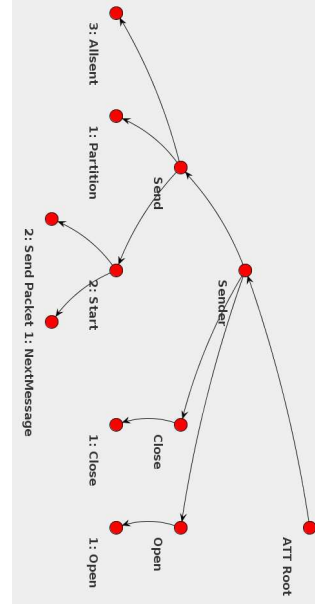 ATT Root
Sender
Send Close Open
3: Allsent 1: Partition 2: Start 1: Close 1: Open
2: Send Packet 1: NextMessage